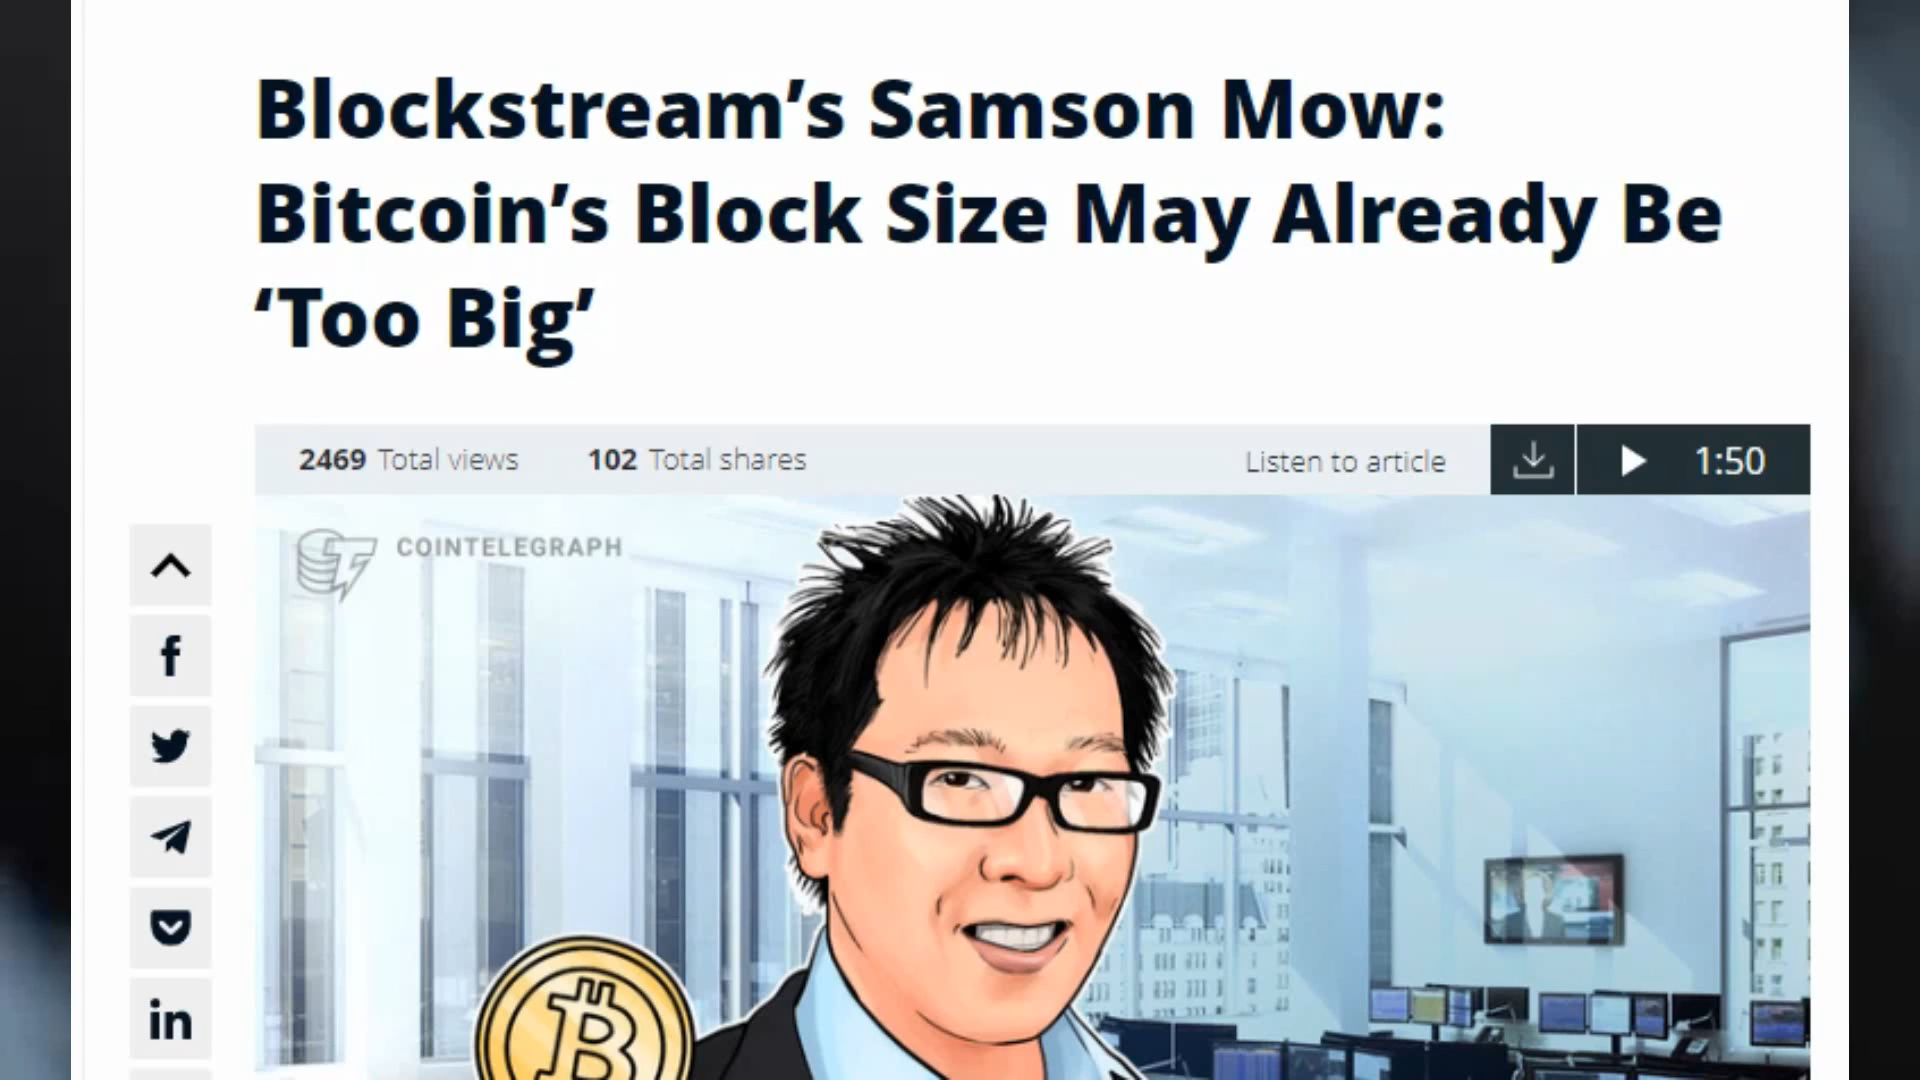 Blockstream’s Samson Mow:
Bitcoin’s Block Size May Already Be
‘Too Big’
2469 Total views 102 Total shares Listen to article 1:50
COINTELEGRAPH